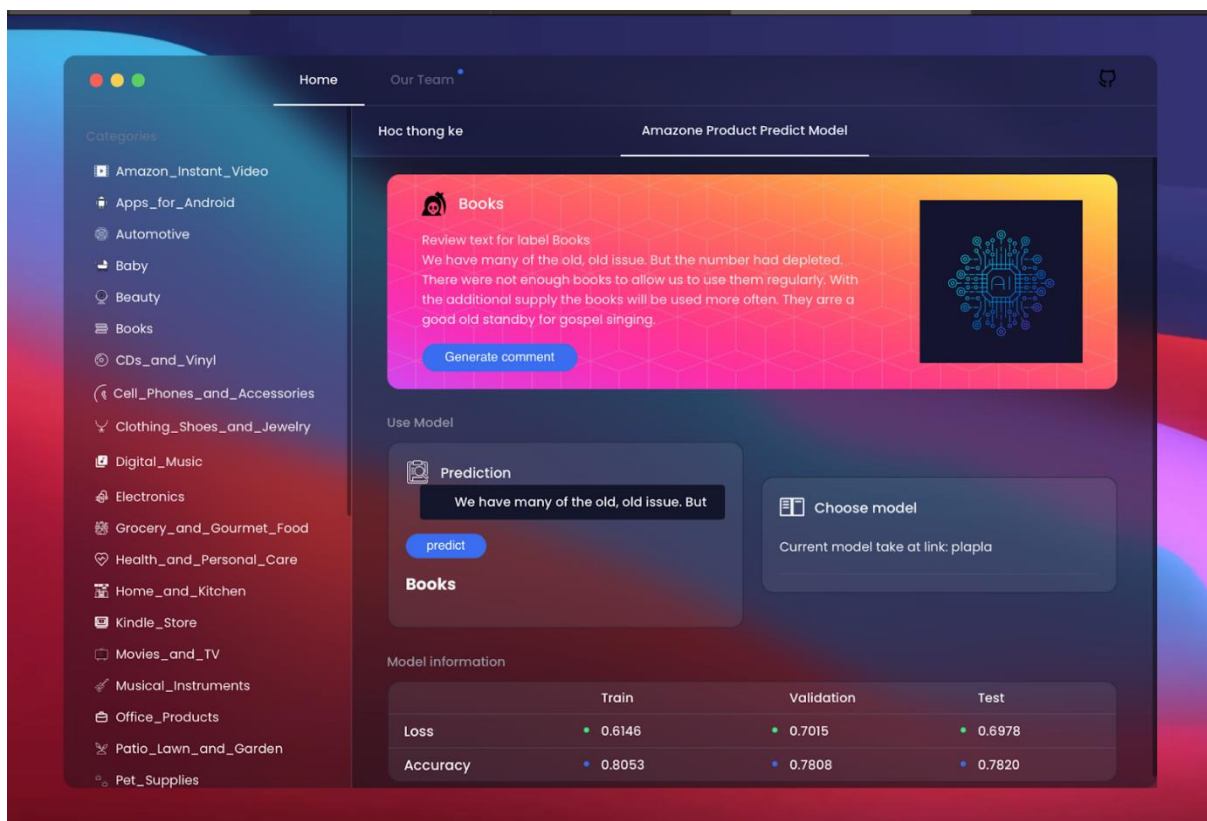 Home
Our Team
Categories
Amazon_Instant_Video
Apps_for_Android
Automotive
Baby
Beauty
Books
CDs_and_Vinyl
Cell_Phones_and_Accessories
Clothing_Shoes_and_Jewelry
Digital_Music
Electronics
Grocery_and_Gourmet_Food
Health_and_Personal_Care
Home_and_Kitchen
Kindle_Store
Movies_and_TV
Musical_Instruments
Office_Products
Patio_Lawn_and_Garden
Pet_Supplies
Hoc thong ke
Amazone Product Predict Model
Books
Review text for label Books
We have many of the old, old issue. But the number had depleted.
There were not enough books to allow us to use them regularly. With
the additional supply the books will be used more often. They arre a
good old standby for gospel singing.
Generate comment
AI
Use Model
Prediction
We have many of the old, old issue. But
predict
Books
Choose model
Current model take at link: plapla
Model information
Train Validation Test
Loss 0.6146 0.7015 0.6978
Accuracy 0.8053 0.7808 0.7820